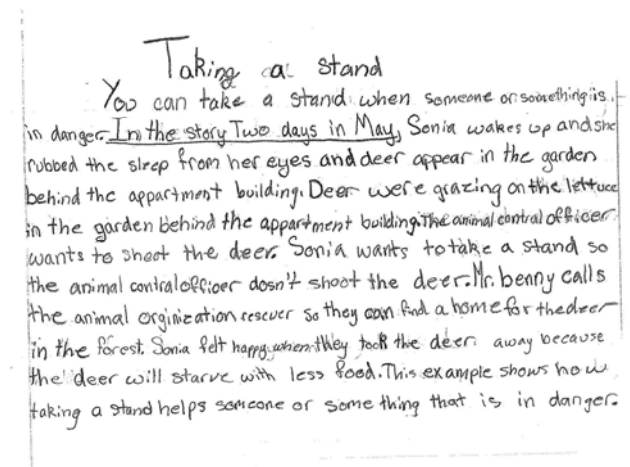 Taking a stand
You can take a stand when someone or something is
in danger. In the story Two days in May, Sonia wakes up and she
rubbed the sleep from her eyes and deer appear in the garden
behind the appartment building. Deer were grazing on the lettuce
in the garden behind the appartment building. The animal contral officer
wants to shoot the deer. Sonia wants to take a stand so
the animal contral officer dosn't shoot the deer. Mr. benny calls
the animal orginization rescuer so they can find a home for the deer
in the forest. Sonia felt happy when they took the deer away because
the deer will starve with less food. This example shows how
taking a stand helps someone or some thing that is in danger.